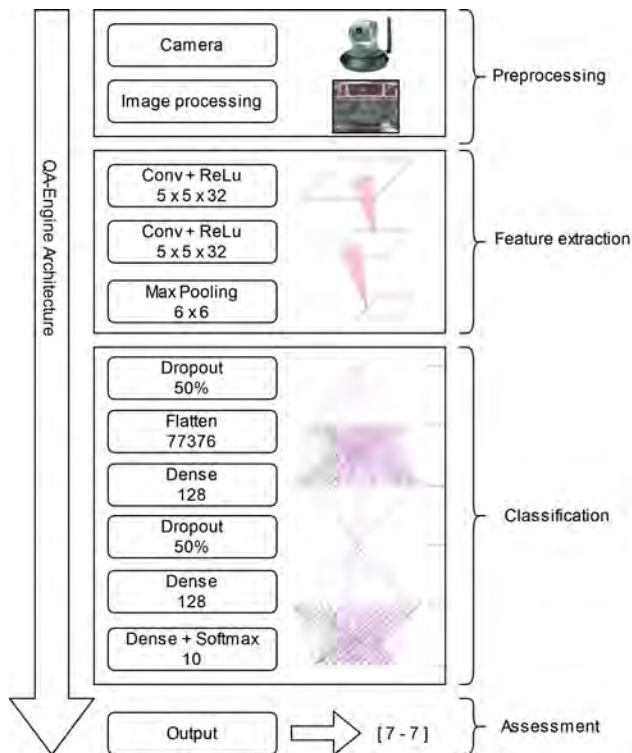 QA-Engine Architecture
Camera
Image processing
Preprocessing
Conv + ReLu
5 x 5 x 32
Conv + ReLu
5 x 5 x 32
Max Pooling
6 x 6
Feature extraction
Dropout
50%
Flatten
77376
Dense
128
Dropout
50%
Dense
128
Dense + Softmax
10
Classification
Output
[ 7 - 7 ]
Assessment